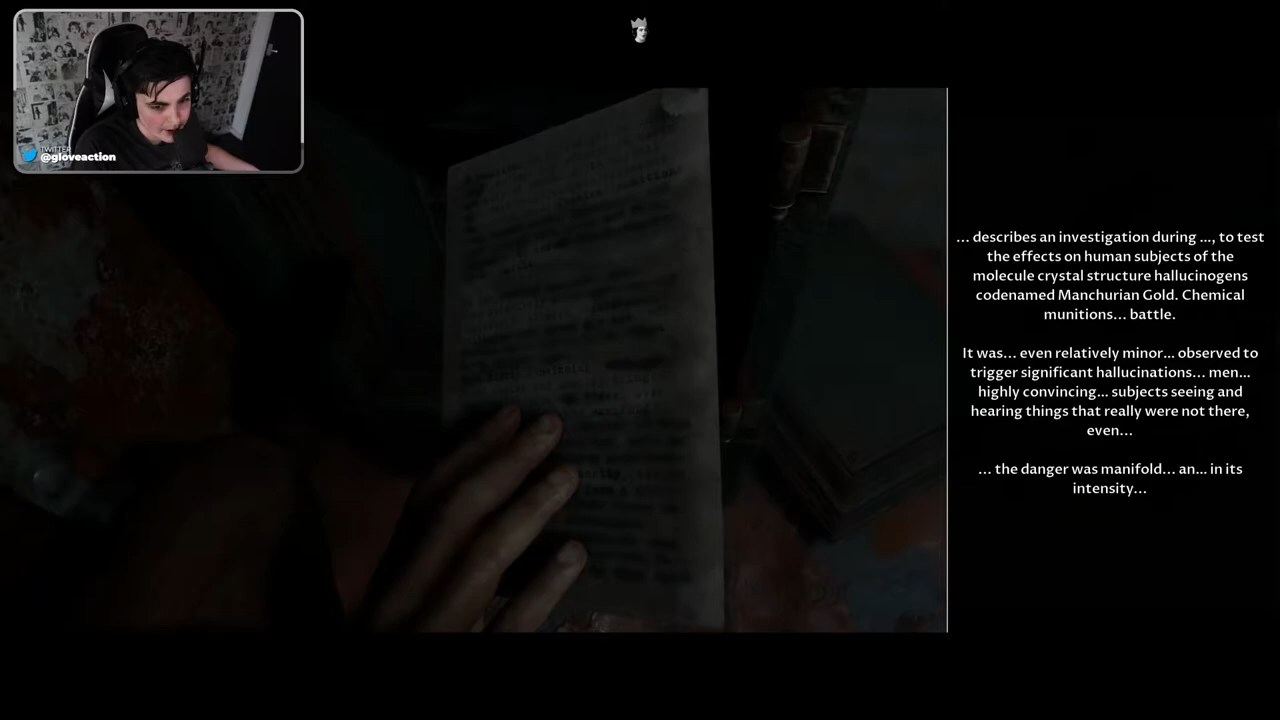 TWITTER
@gloveaction
... describes an investigation during ..., to test
the effects on human subjects of the
molecule crystal structure hallucinogens
codenamed Manchurian Gold. Chemical
munitions... battle.
It was... even relatively minor... observed to
trigger significant hallucinations... men...
highly convincing... subjects seeing and
hearing things that really were not there,
even...
... the danger was manifold... an... in its
intensity...